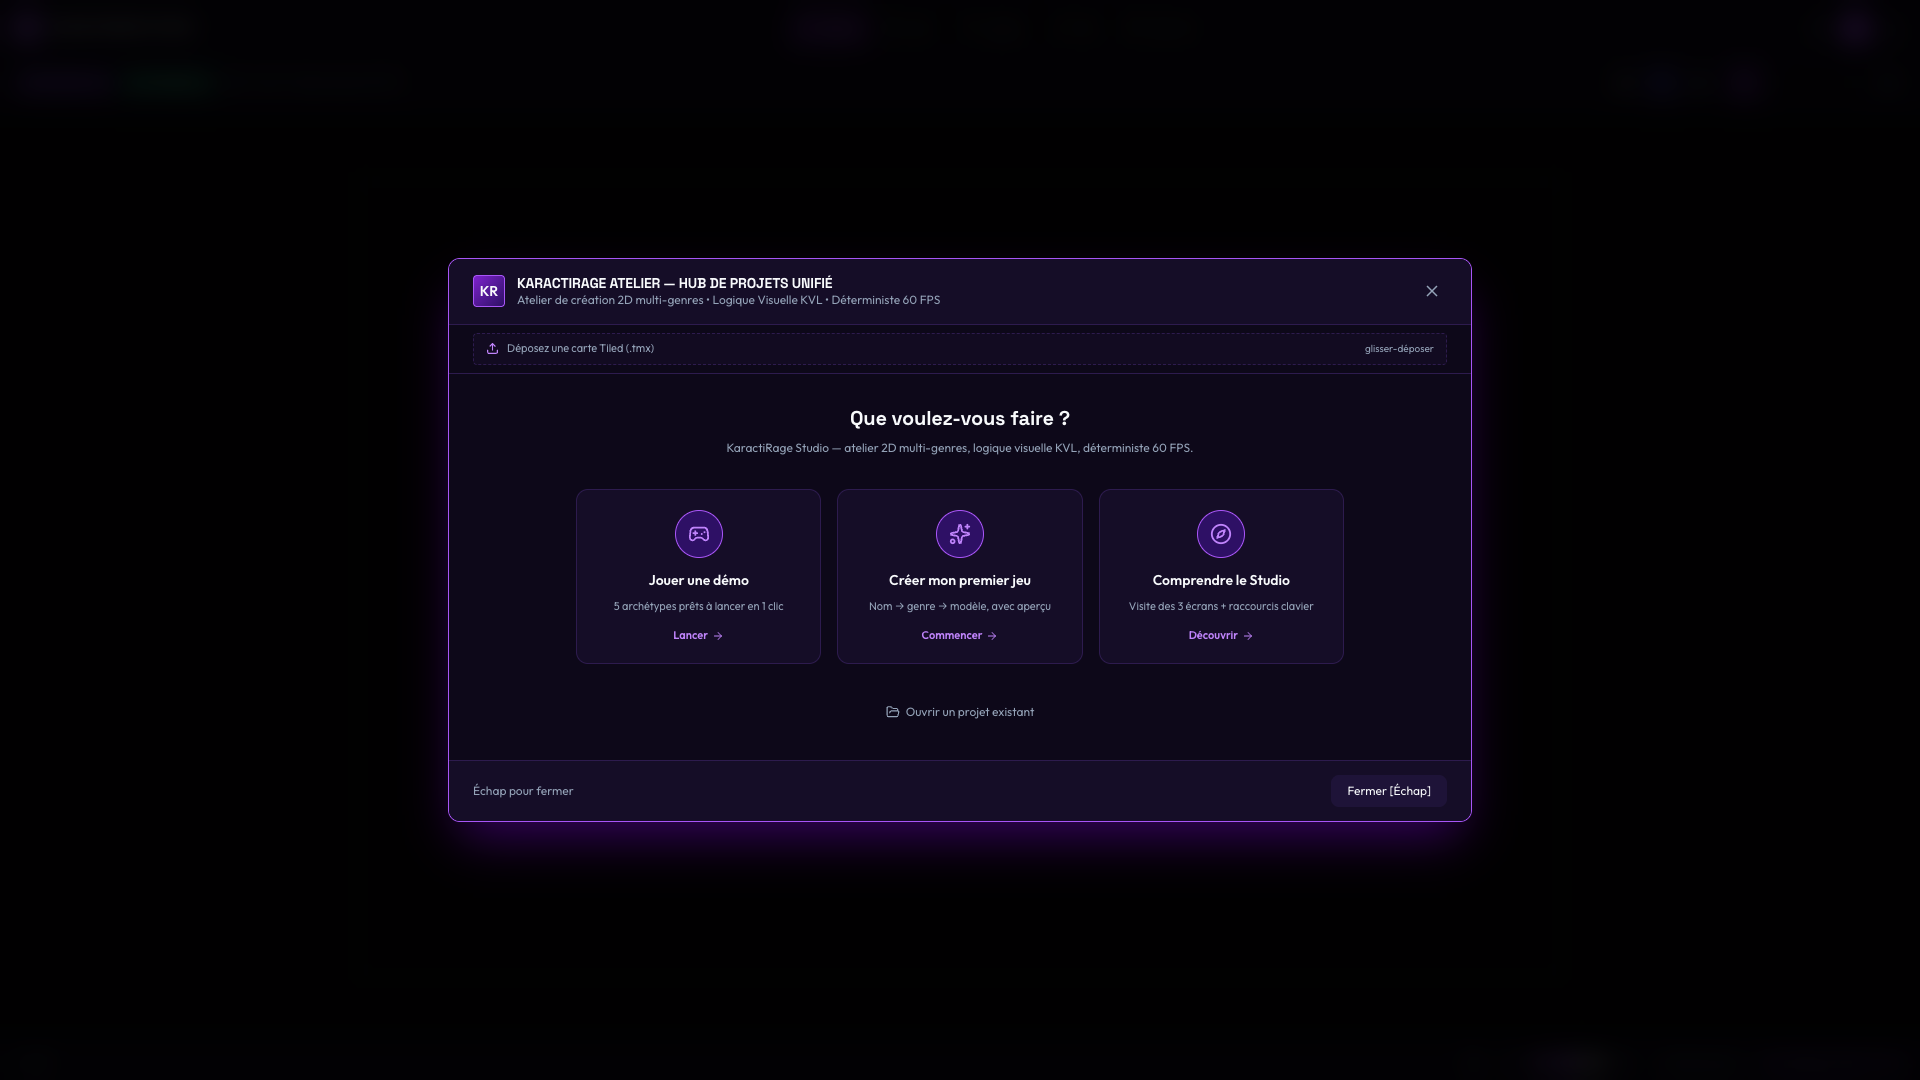 KR
KARACTIRAGE ATELIER — HUB DE PROJETS UNIFIÉ
Atelier de création 2D multi-genres • Logique Visuelle KVL • Déterministe 60 FPS
Déposez une carte Tiled (.tmx)
glisser-déposer
Que voulez-vous faire ?
KaractiRage Studio — atelier 2D multi-genres, logique visuelle KVL, déterministe 60 FPS.
Jouer une démo
5 archétypes prêts à lancer en 1 clic
Lancer →
Créer mon premier jeu
Nom → genre → modèle, avec aperçu
Commencer →
Comprendre le Studio
Visite des 3 écrans + raccourcis clavier
Découvrir →
Ouvrir un projet existant
Échap pour fermer
Fermer [Échap]